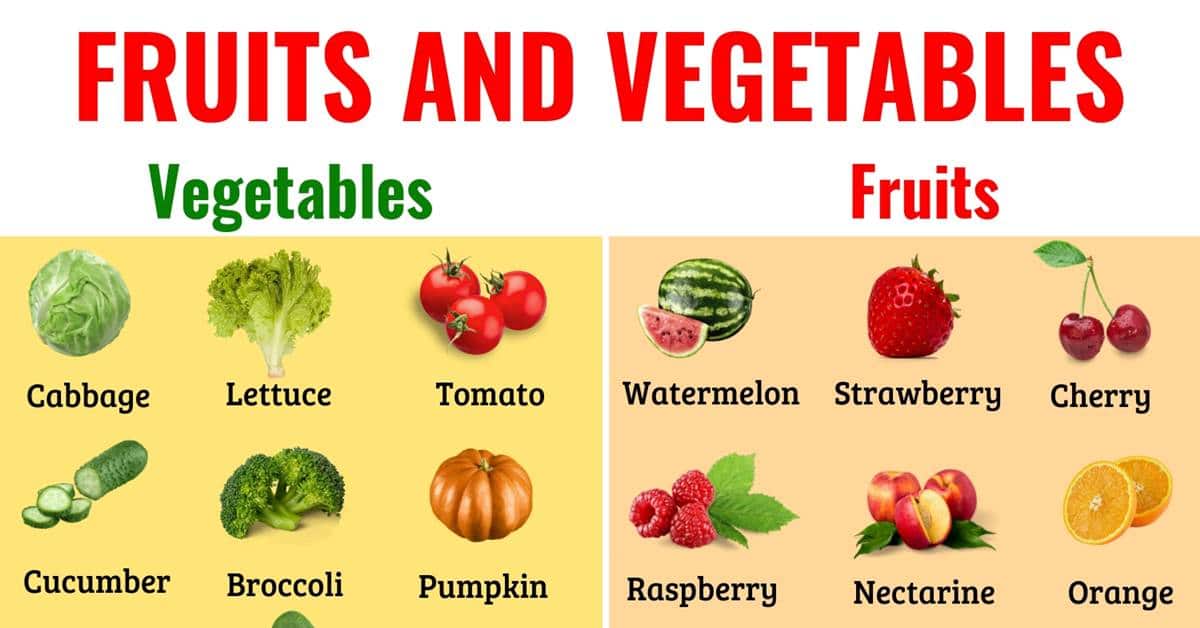 FRUITS AND VEGETABLES
Vegetables
Fruits
Cabbage
Lettuce
Tomato
Watermelon
Strawberry
Cherry
Cucumber
Broccoli
Pumpkin
Raspberry
Nectarine
Orange